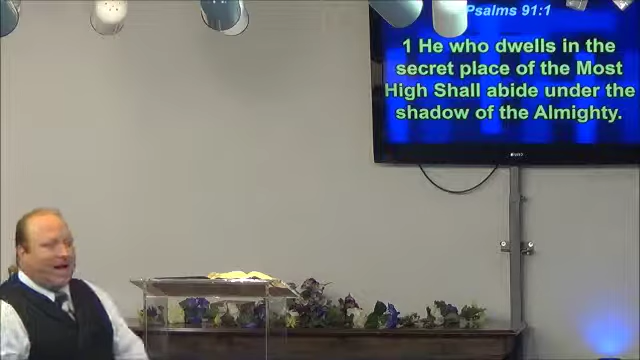 Psalms 91:1
1 He who dwells in the
secret place of the Most
High Shall abide under the
shadow of the Almighty.